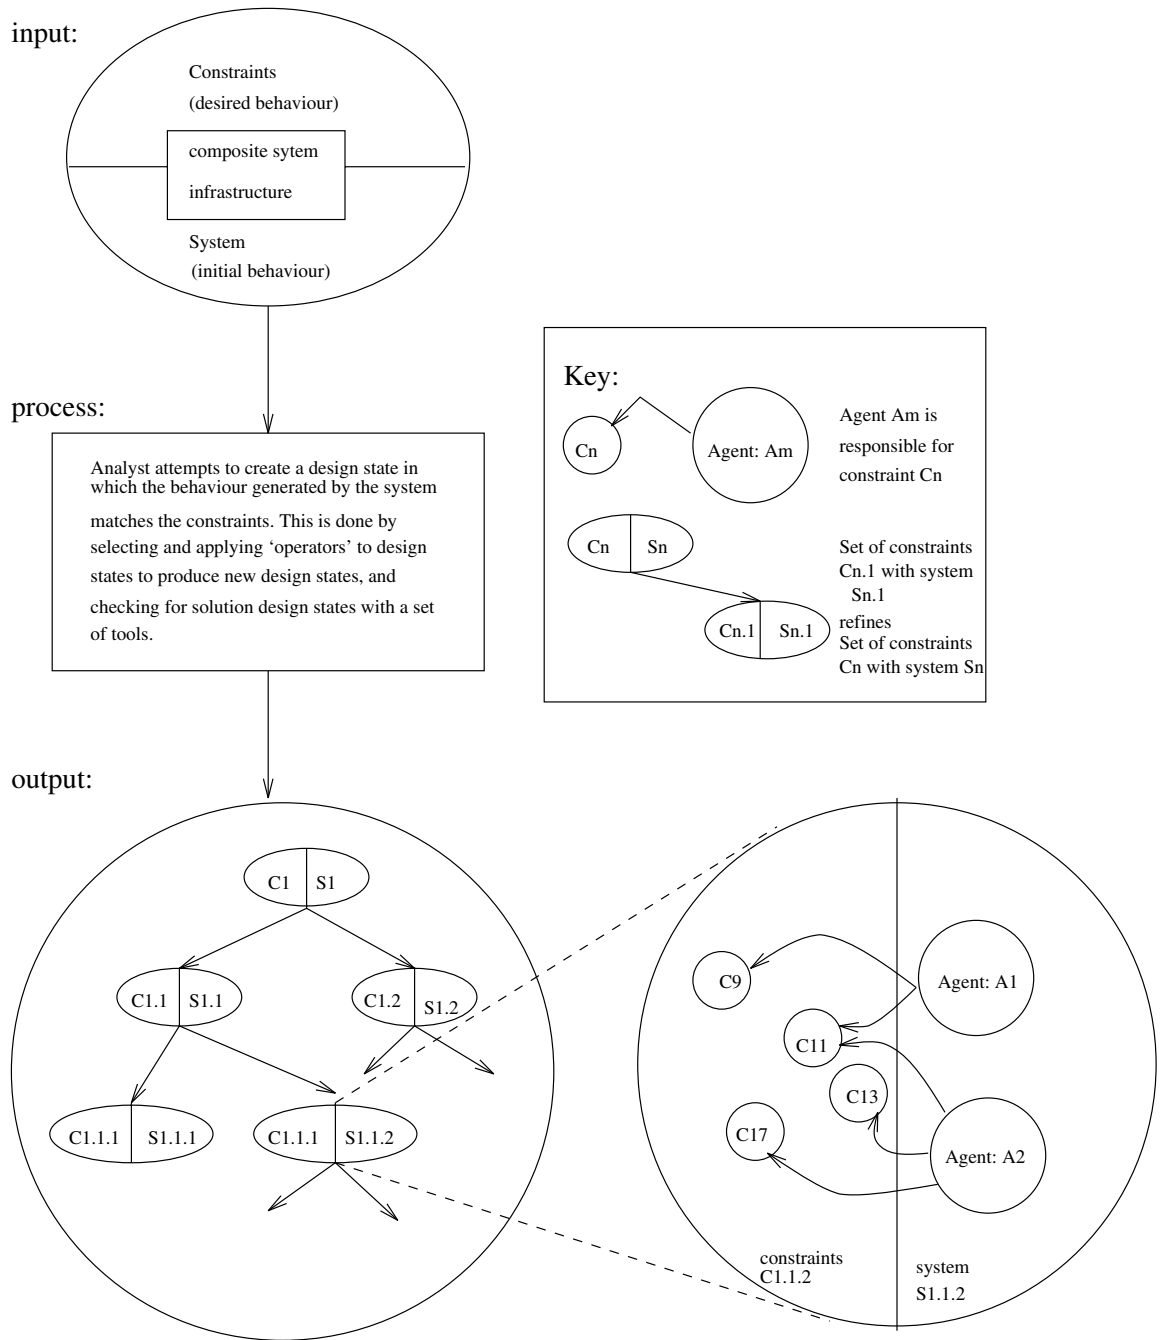 input:
Constraints
(desired behaviour)
composite sytem
infrastructure
System
(initial behaviour)
process:
Analyst attempts to create a design state in
which the behaviour generated by the system
matches the constraints. This is done by
selecting and applying ‘operators’ to design
states to produce new design states, and
checking for solution design states with a set
of tools.
Key:
Cn
Agent: Am
Agent Am is
responsible for
constraint Cn
Cn
Sn
Cn.1
Sn.1
Set of constraints
Cn.1 with system
Sn.1
refines
Set of constraints
Cn with system Sn
output:
C1
S1
C1.1
S1.1
C1.2
S1.2
C1.1.1
S1.1.1
C1.1.1
S1.1.2
C9
Agent: A1
C11
C13
C17
Agent: A2
constraints
C1.1.2
system
S1.1.2